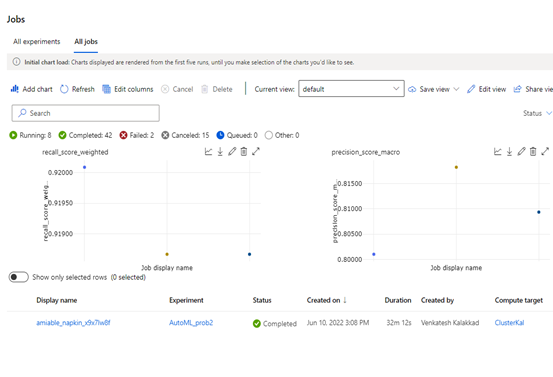 Jobs
All experiments All jobs
Initial chart load: Charts displayed are rendered from the first five runs, until you make selection of the charts you'd like to see.
Add chart Refresh Edit columns Cancel Delete Current view: default Save view Edit view Share vie
Search Status
Running: 8 Completed: 42 Failed: 2 Canceled: 15 Queued: 0 Other: 0
recall_score_weighted
0.92000
0.91950
0.91900
recall_score_weig...
Job display name
precision_score_macro
0.81500
0.81000
0.80500
0.80000
precision_score_m...
Job display name
Show only selected rows (0 selected)
Display name Experiment Status Created on ↓ Duration Created by Compute target
amiable_napkin_x9x7lw8f AutoML_prob2 Completed Jun 10, 2022 3:08 PM 32m 12s Venkatesh Kalakkad ClusterKal